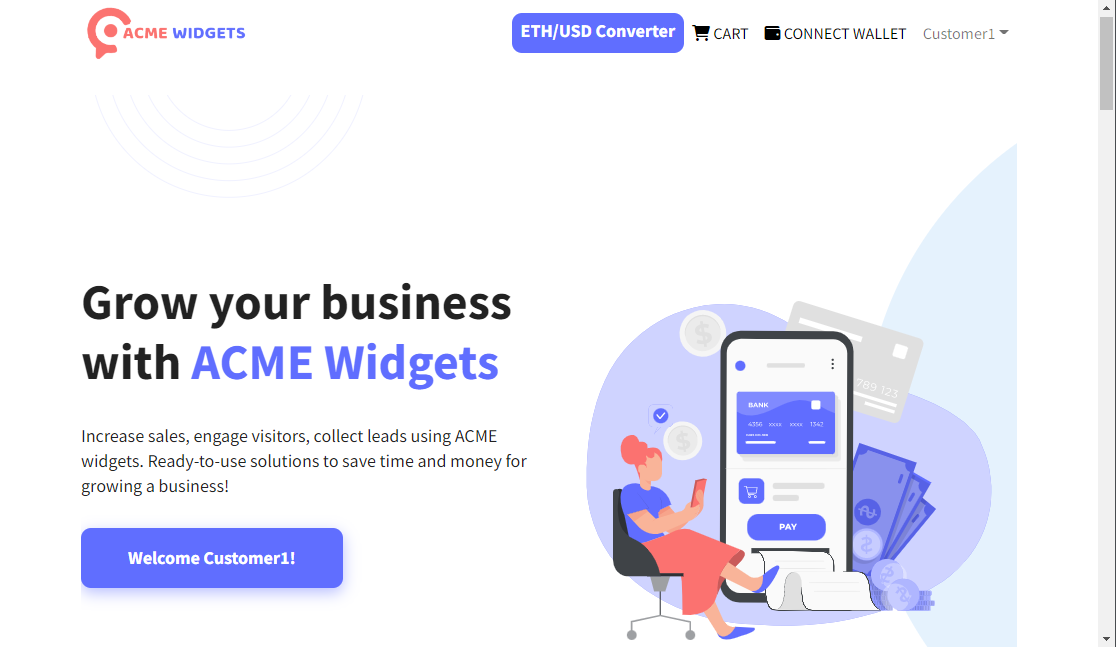 ACME WIDGETS
ETH/USD Converter
CART
CONNECT WALLET
Customer1
Grow your business
with ACME Widgets
Increase sales, engage visitors, collect leads using ACME
widgets. Ready-to-use solutions to save time and money for
growing a business!
Welcome Customer1!
789 123
BANK
4356 xxxx xxxx 1342
PAY